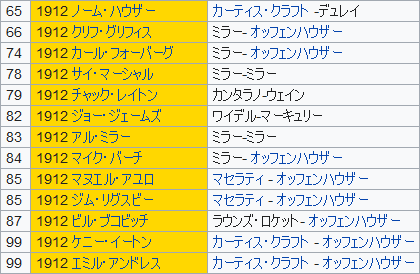 65 1912 ノーム・ハウザー カーティス・クラフト -デュレイ
66 1912 クリフ・グリフィス ミラー- オッフェンハウザー
74 1912 カール・フォーバーグ ミラー- オッフェンハウザー
78 1912 サイ・マーシャル ミラー-ミラー
79 1912 チャック・レイトン カンタラノ-ウェイン
82 1912 ジョー・ジェームズ ワイデル-マーキュリー
83 1912 アル・ミラー ミラー-ミラー
84 1912 マイク・バーチ ミラー- オッフェンハウザー
85 1912 マヌエル・アユロ マセラティ - オッフェンハウザー
85 1912 ジム・リグスビー マセラティ - オッフェンハウザー
87 1912 ビル・ブコビッチ ラウンズ・ロケット- オッフェンハウザー
99 1912 ケニー・イートン カーティス・クラフト - オッフェンハウザー
99 1912 エミル・アンドレス カーティス・クラフト - オッフェンハウザー